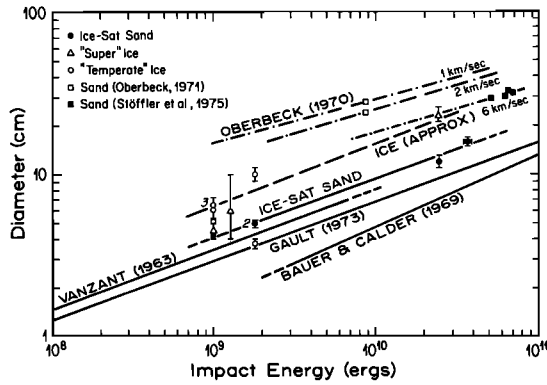 100
10
1
Diameter (cm)
Ice-Sat Sand
"Super" Ice
"Temperate" Ice
Sand (Oberbeck, 1971)
Sand (Stöffler et al, 1975)
1 km/sec
2 km/sec
6 km/sec
OBERBECK (1970)
ICE (APPROX)
ICE-SAT SAND
3
2
VANZANT (1963)
GAULT (1973)
BAUER & CALDER (1969)
10⁸
10⁹
10¹⁰
10¹¹
Impact Energy (ergs)